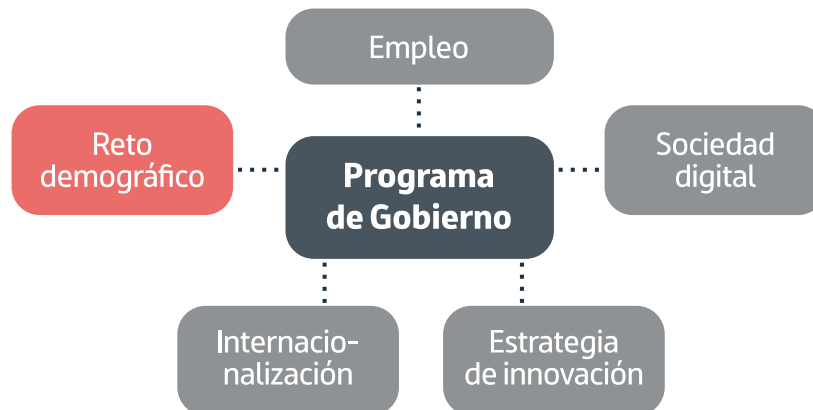 Empleo
Reto
demográfico
Programa
de Gobierno
Sociedad
digital
Internacio-
nalización
Estrategia
de innovación